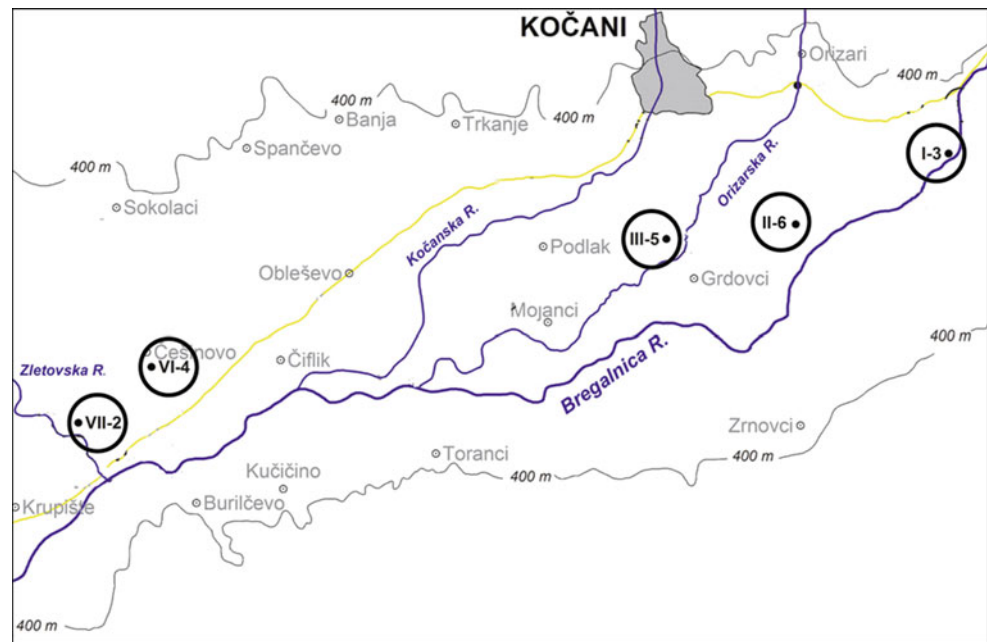 KOČANI
Orizari
400 m
400 m
400 m
Banja
Trkanje
Spančevo
400 m
I-3
Sokolaci
Orizarska R.
II-6
Kočanska R.
III-5
Podlak
Obleševo
Grdovci
Mojanci
400 m
Česinovo
Čiflik
VI-4
Zletovska R.
Bregalnica R.
VII-2
Zrnovci
Toranci
400 m
Kučičino
400 m
Krupište
Burilčevo
400 m